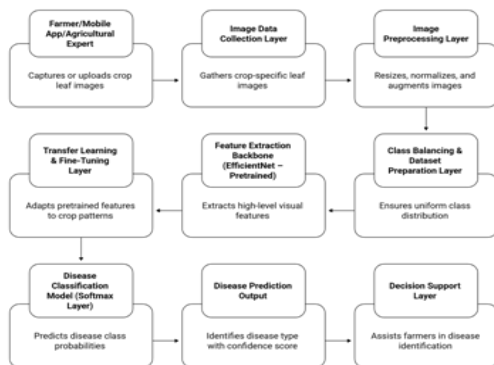 Farmer/Mobile
App/Agricultural
Expert
Captures or uploads crop
leaf images
Image Data
Collection Layer
Gathers crop-specific leaf
images
Image
Preprocessing Layer
Resizes, normalizes, and
augments images
Transfer Learning
& Fine-Tuning
Layer
Adapts pretrained features
to crop patterns
Feature Extraction
Backbone
(EfficientNet –
Pretrained)
Extracts high-level visual
features
Class Balancing &
Dataset
Preparation Layer
Ensures uniform class
distribution
Disease
Classification
Model (Softmax
Layer)
Predicts disease class
probabilities
Disease Prediction
Output
Identifies disease type
with confidence score
Decision Support
Layer
Assists farmers in disease
identification